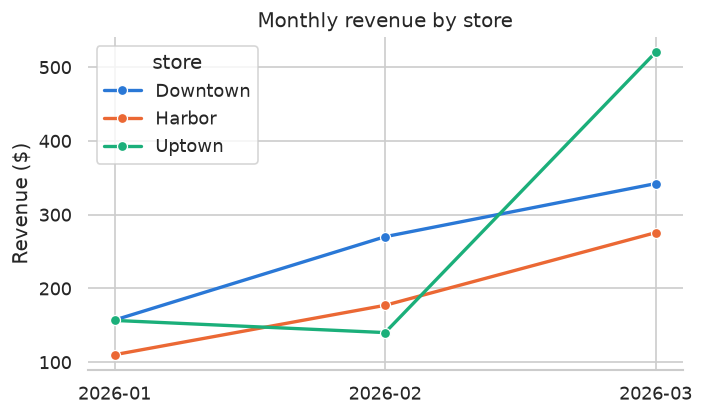 Monthly revenue by store
Revenue ($)
500
400
300
200
100
store
Downtown
Harbor
Uptown
2026-01
2026-02
2026-03